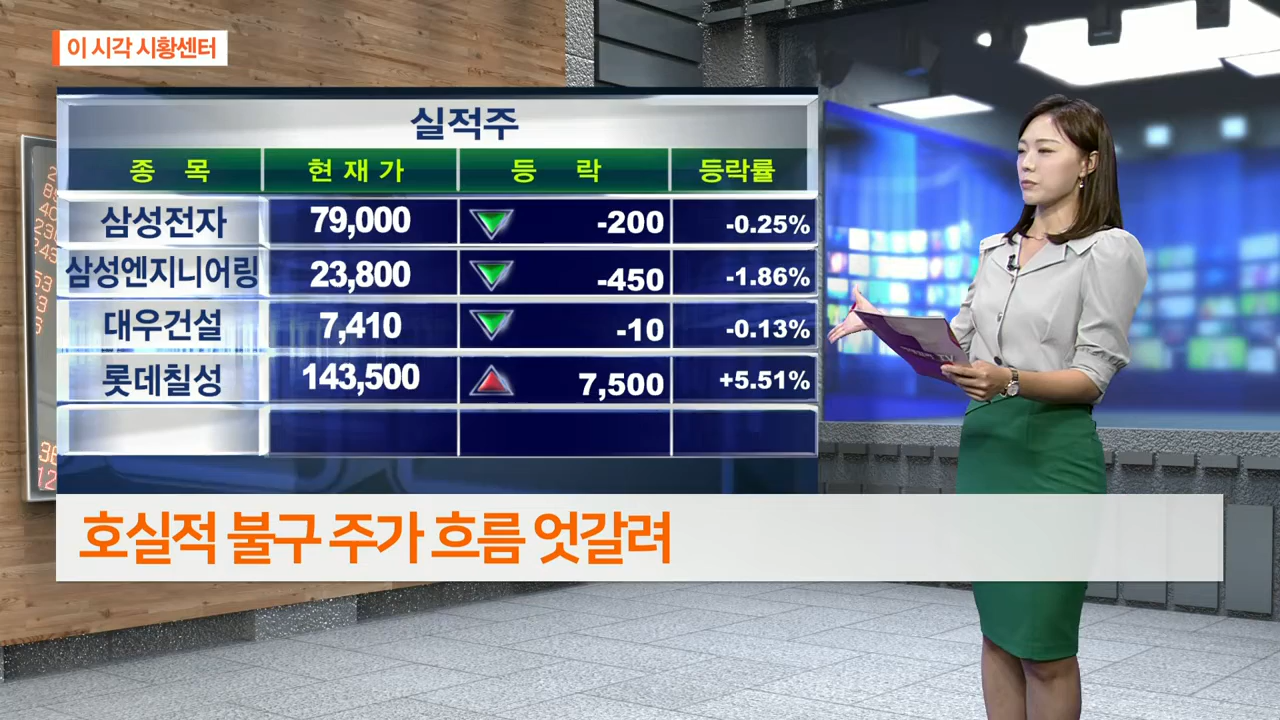 이 시각 시황센터
실적주
종 목 현 재 가 등 락 등락률
삼성전자 79,000 -200 -0.25%
삼성엔지니어링 23,800 -450 -1.86%
대우건설 7,410 -10 -0.13%
롯데칠성 143,500 7,500 +5.51%
호실적 불구 주가 흐름 엇갈려